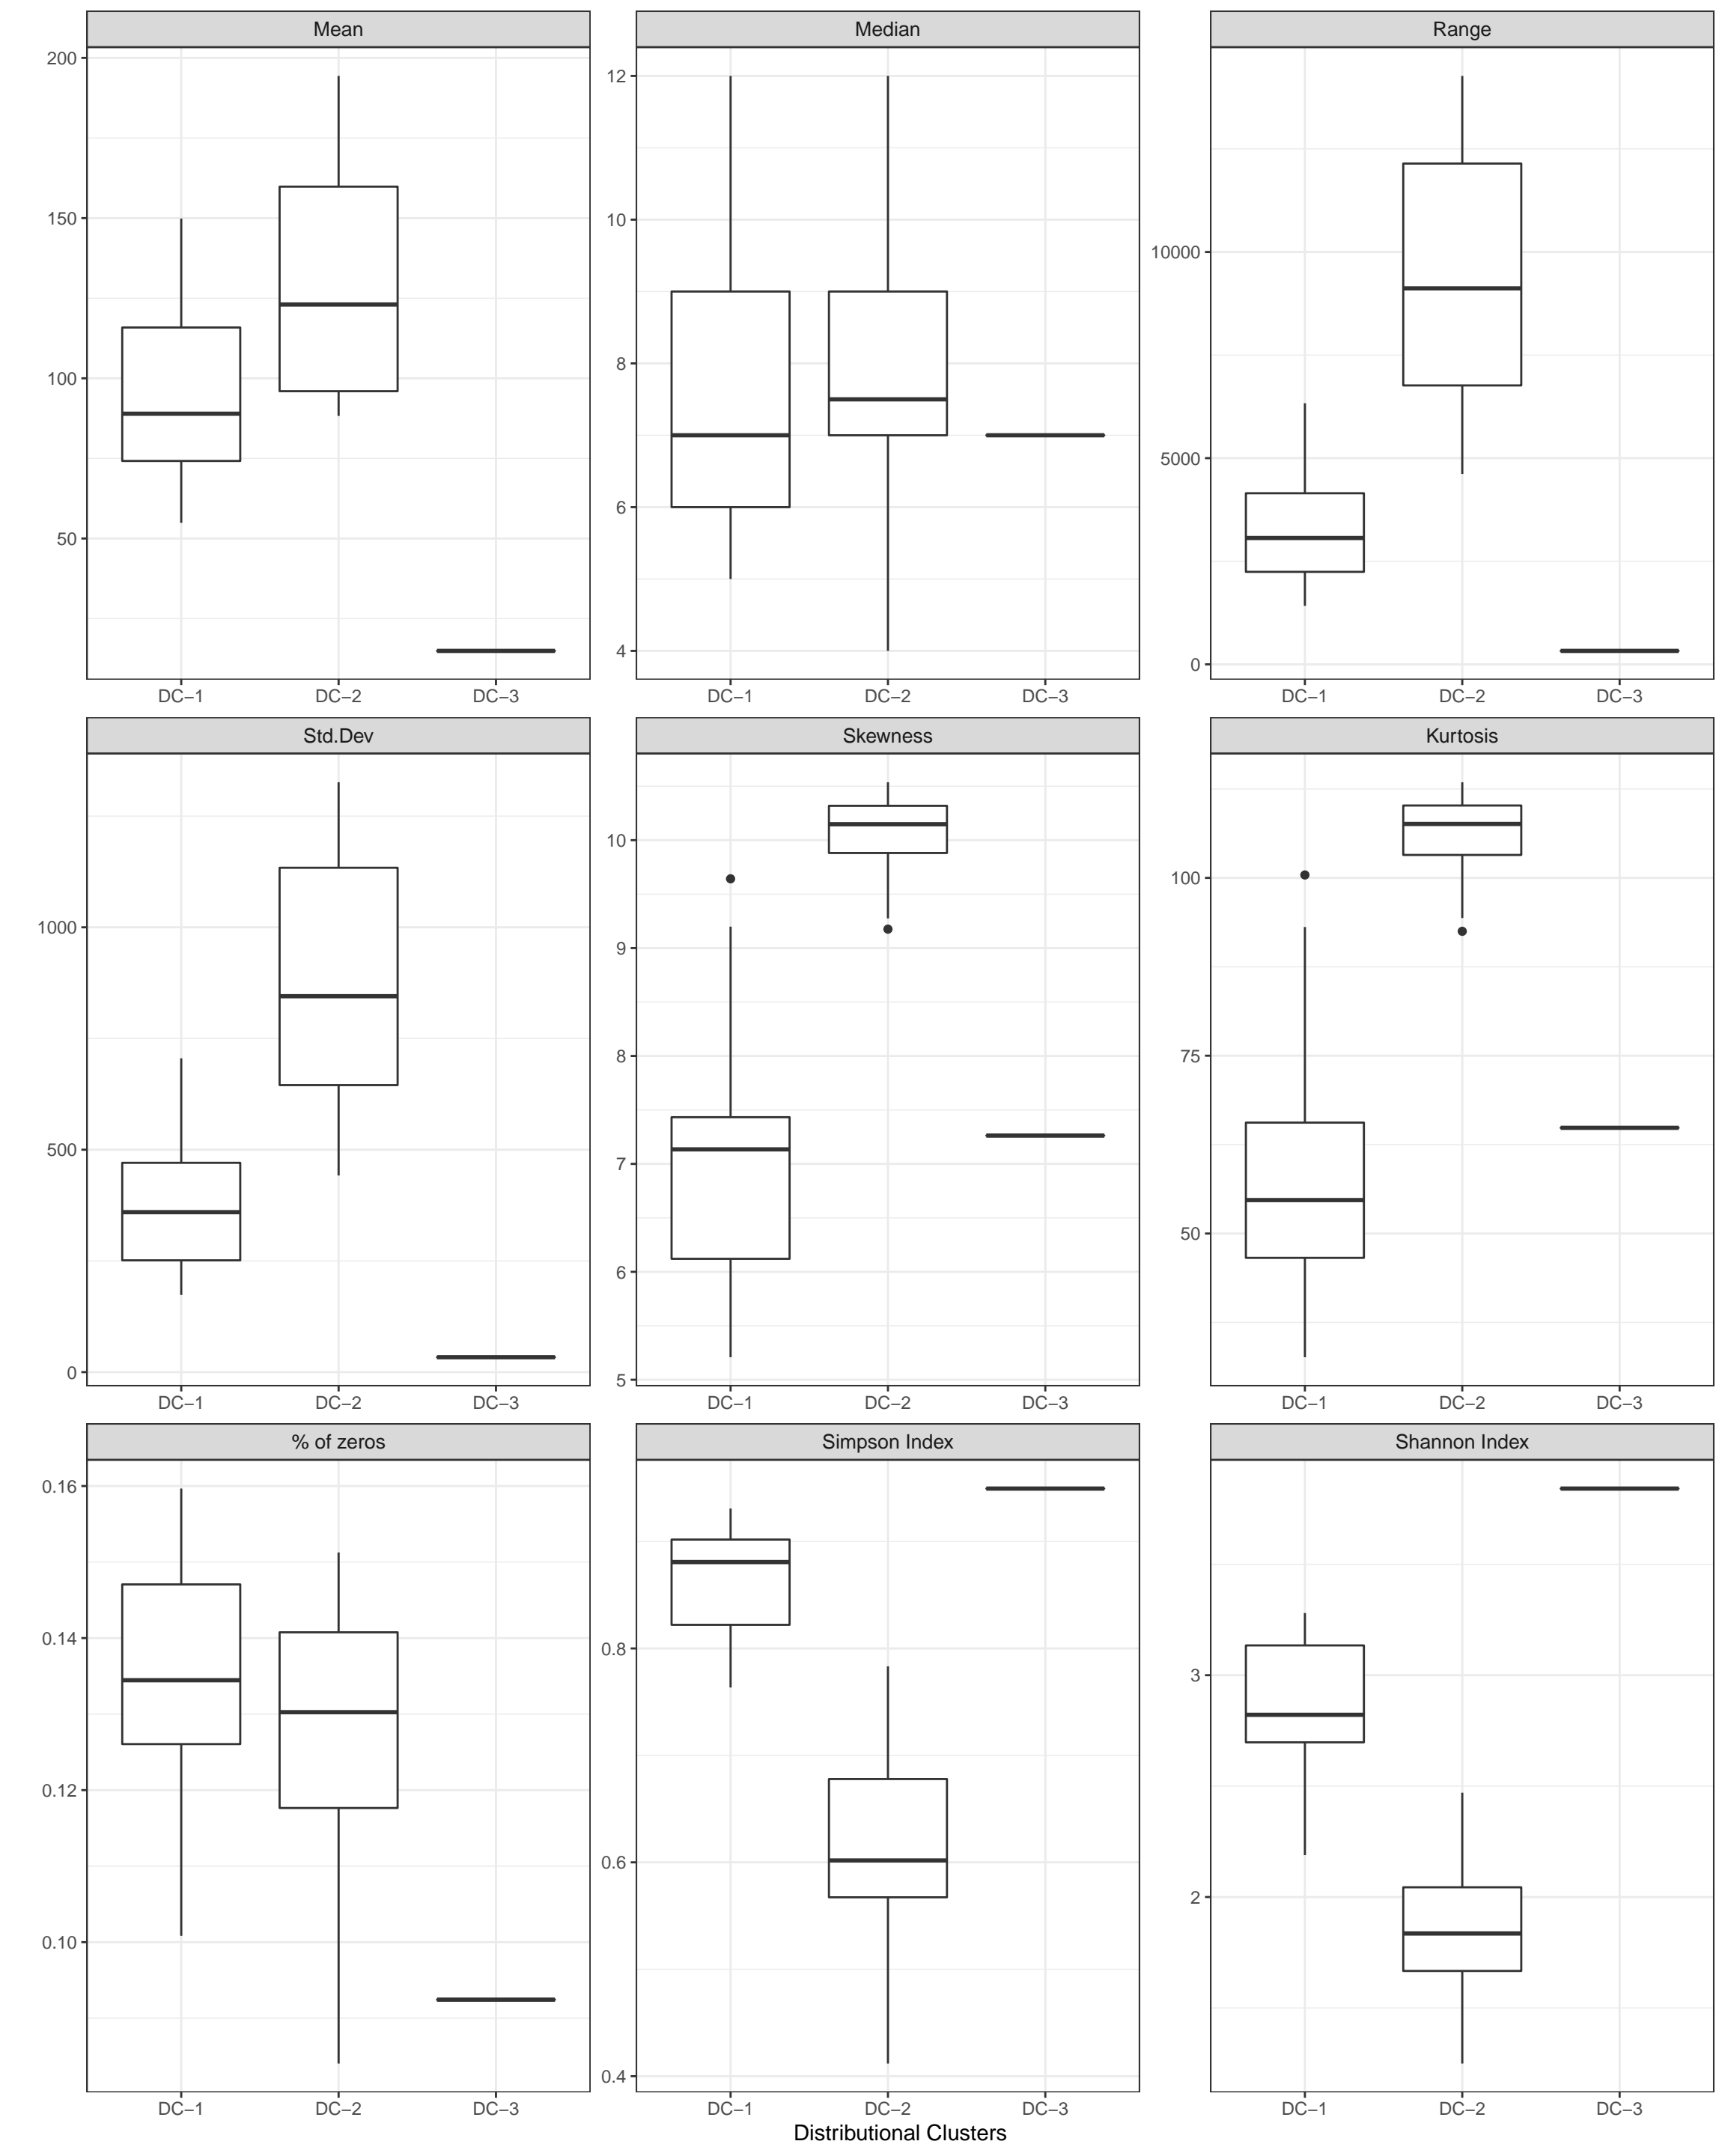 Mean
Median
Range
200
150
100
50
12
10
8
6
4
10000
5000
0
DC−1 DC−2 DC−3
DC−1 DC−2 DC−3
DC−1 DC−2 DC−3
Std.Dev
Skewness
Kurtosis
1000
500
0
10
9
8
7
6
5
100
75
50
DC−1 DC−2 DC−3
DC−1 DC−2 DC−3
DC−1 DC−2 DC−3
% of zeros
Simpson Index
Shannon Index
0.16
0.14
0.12
0.10
0.8
0.6
0.4
3
2
DC−1 DC−2 DC−3
DC−1 DC−2 DC−3
DC−1 DC−2 DC−3
Distributional Clusters